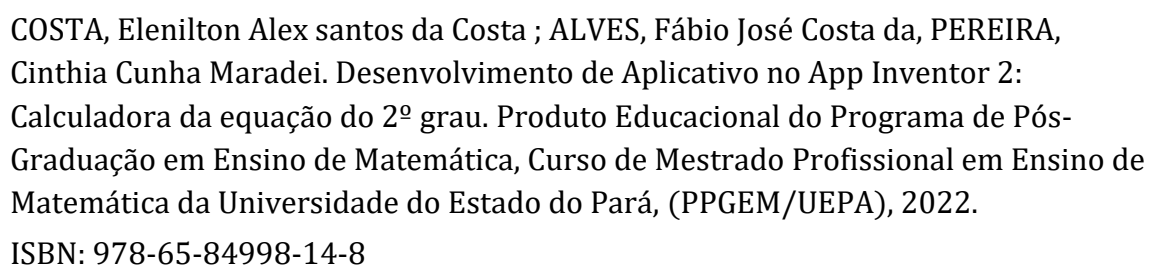 COSTA, Elenilton Alex santos da Costa ; ALVES, Fábio José Costa da, PEREIRA,
Cinthia Cunha Maradei. Desenvolvimento de Aplicativo no App Inventor 2:
Calculadora da equação do 2º grau. Produto Educacional do Programa de Pós-
Graduação em Ensino de Matemática, Curso de Mestrado Profissional em Ensino de
Matemática da Universidade do Estado do Pará, (PPGEM/UEPA), 2022.
ISBN: 978-65-84998-14-8